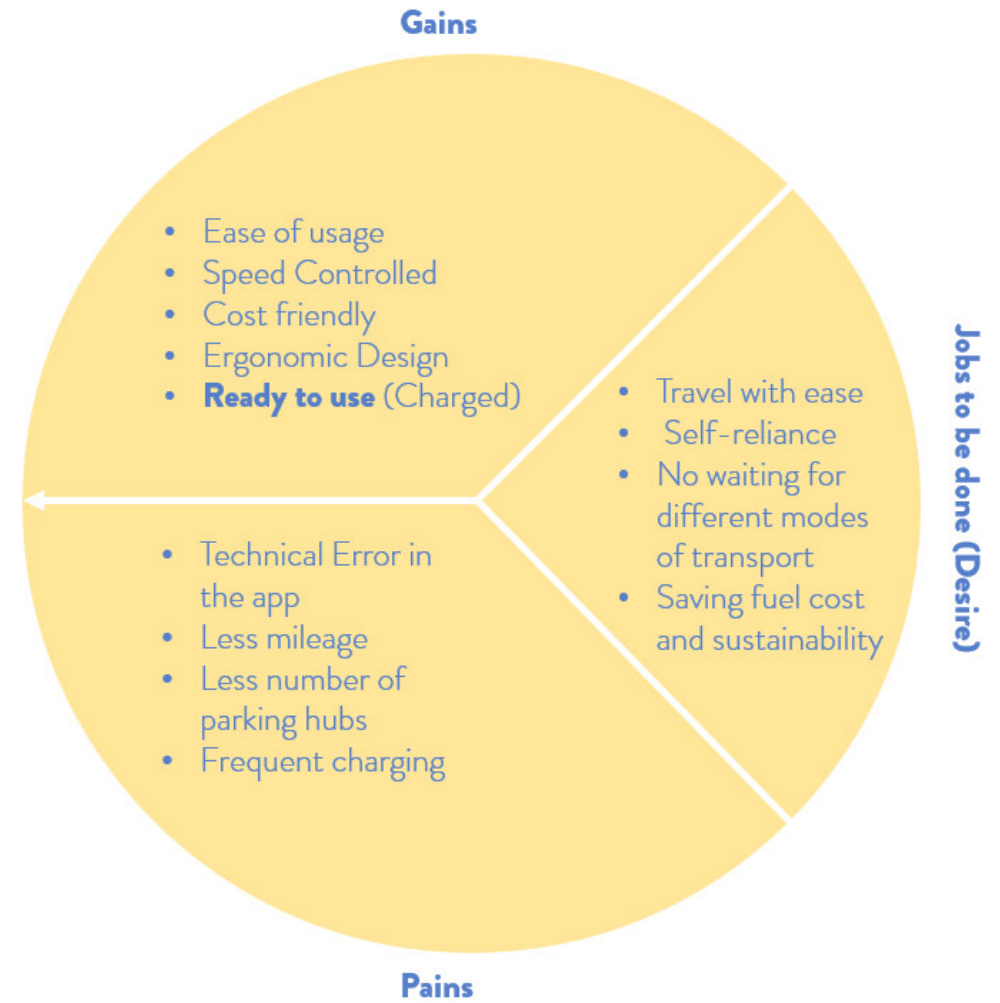 Gains
• Ease of usage
• Speed Controlled
• Cost friendly
• Ergonomic Design
• Ready to use (Charged)
• Travel with ease
• Self-reliance
• No waiting for
different modes
of transport
• Saving fuel cost
and sustainability
Jobs to be done (Desire)
• Technical Error in
the app
• Less mileage
• Less number of
parking hubs
• Frequent charging
Pains